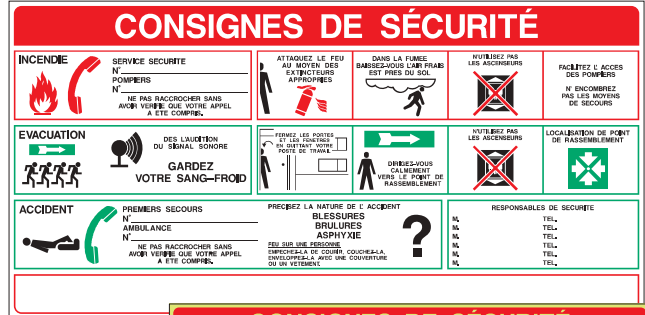 CONSIGNES DE SÉCURITÉ
INCENDIE
SERVICE SECURITE
N°
POMPIERS
N°
NE PAS RACCROCHER SANS
AVOIR VERIFIE QUE VOTRE APPEL
A ETE COMPRIS.
ATTAQUEZ LE FEU
AU MOYEN DES
EXTINCTEURS
APPROPRIES
DANS LA FUMEE
BAISSEZ-VOUS L'AIR FRAIS
EST PRES DU SOL
N'UTILISEZ PAS
LES ASCENSEURS
FACILITEZ L' ACCES
DES POMPIERS
N' ENCOMBREZ
PAS LES MOYENS
DE SECOURS
EVACUATION
DES L'AUDITION
DU SIGNAL SONORE
GARDEZ
VOTRE SANG-FROID
FERMEZ LES PORTES
ET LES FENETRES
EN QUITTANT VOTRE
POSTE DE TRAVAIL
DIRIGEZ-VOUS
CALMEMENT
VERS LE POINT DE
RASSEMBLEMENT
N'UTILISEZ PAS
LES ASCENSEURS
LOCALISATION DE POINT
DE RASSEMBLEMENT
ACCIDENT
PREMIERS SECOURS
N°
AMBULANCE
N°
NE PAS RACCROCHER SANS
AVOIR VERIFIE QUE VOTRE APPEL
A ETE COMPRIS.
PRECISEZ LA NATURE DE L' ACCIDENT
BLESSURES
BRULURES
ASPHYXIE
FEU SUR UNE PERSONNE
EMPECHEZ-LA DE COURIR, COUCHEZ-LA,
ENVELOPPEZ-LA AVEC UNE COUVERTURE
OU UN VETEMENT.
?
RESPONSABLES DE SECURITE
M. TEL.
M. TEL.
M. TEL.
M. TEL.
M. TEL.
CONSIGNES DE SÉCURITÉ